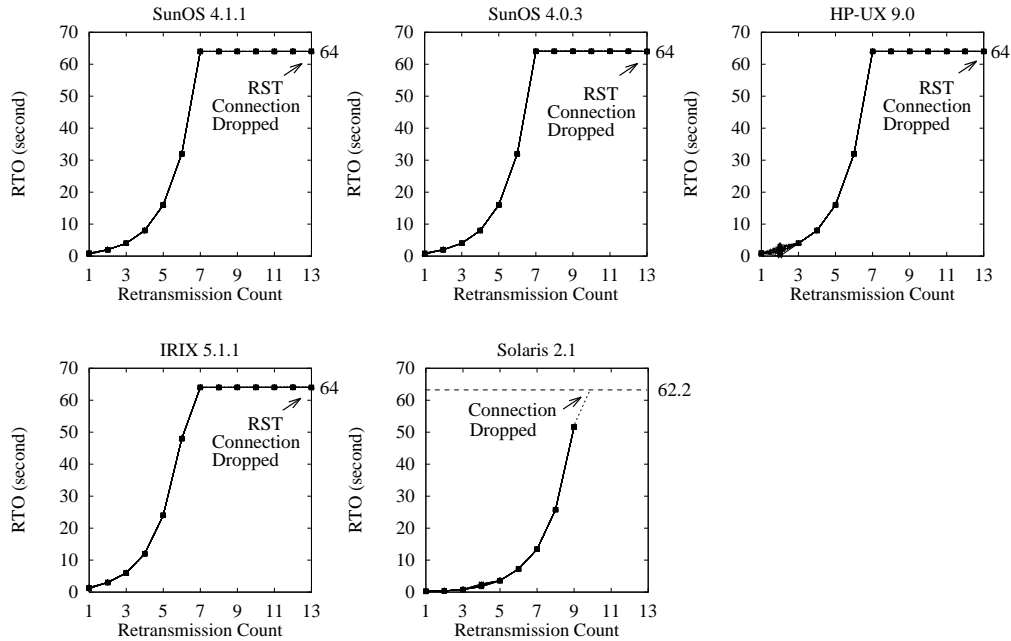 SunOS 4.1.1
SunOS 4.0.3
HP-UX 9.0
70
60
50
40
30
20
10
0
RTO (second)
64
RST
Connection
Dropped
1 3 5 7 9 11 13
Retransmission Count
70
60
50
40
30
20
10
0
RTO (second)
64
RST
Connection
Dropped
1 3 5 7 9 11 13
Retransmission Count
70
60
50
40
30
20
10
0
RTO (second)
64
RST
Connection
Dropped
1 3 5 7 9 11 13
Retransmission Count
IRIX 5.1.1
Solaris 2.1
70
60
50
40
30
20
10
0
RTO (second)
64
RST
Connection
Dropped
1 3 5 7 9 11 13
Retransmission Count
70
60
50
40
30
20
10
0
RTO (second)
62.2
Connection
Dropped
1 3 5 7 9 11 13
Retransmission Count